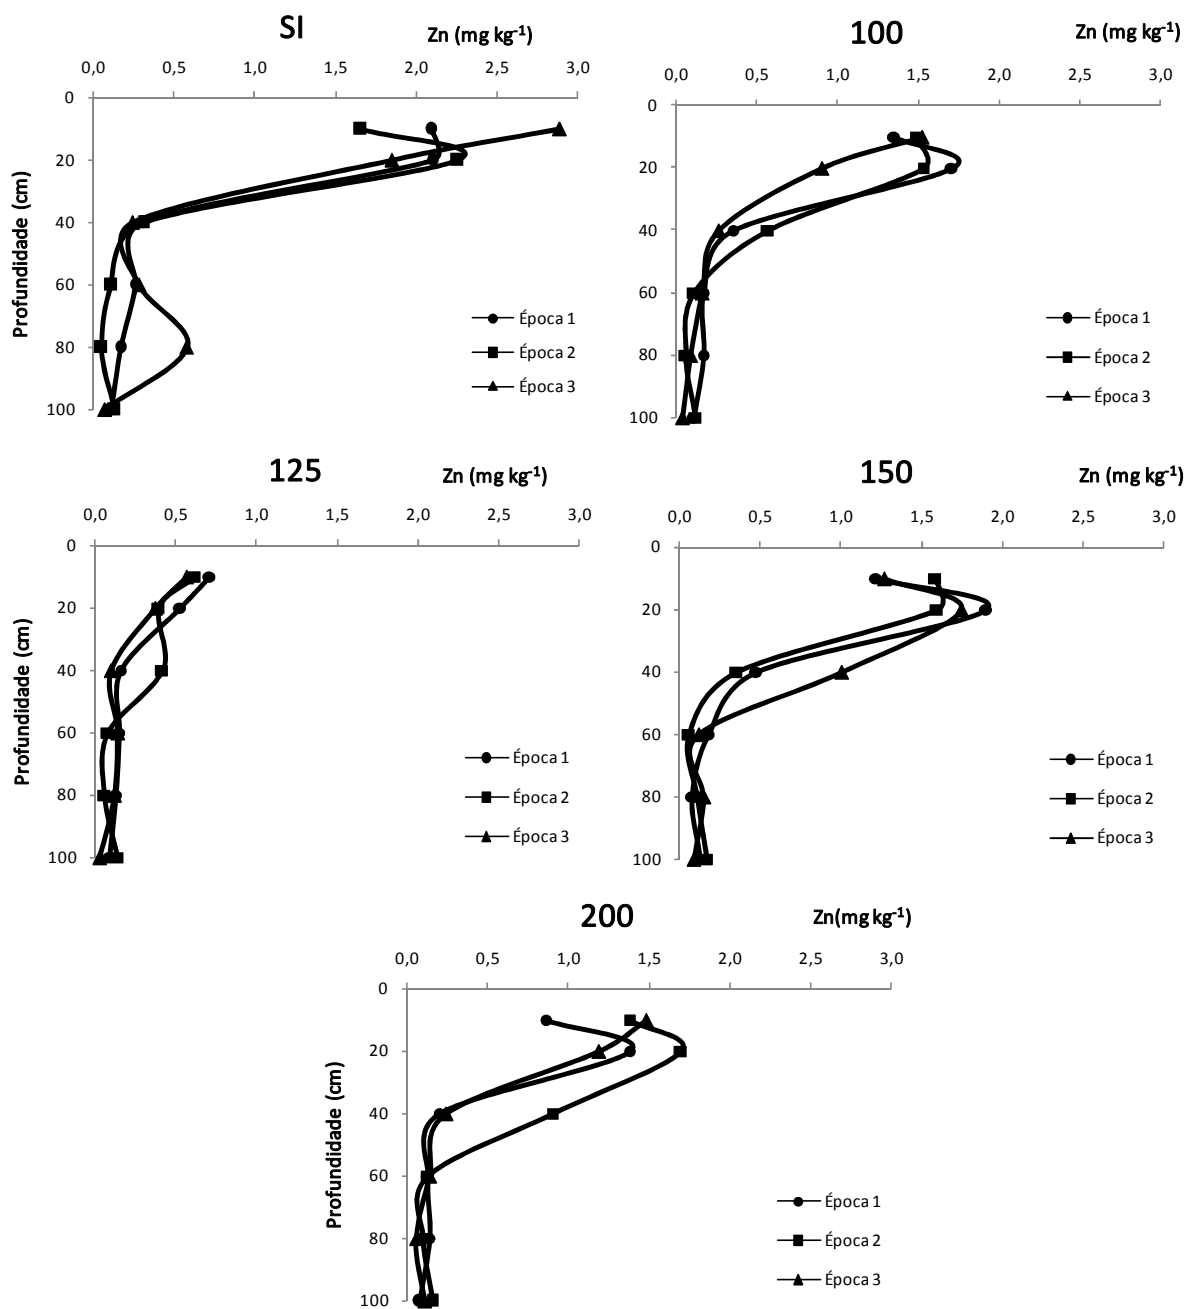 SI
Zn (mg kg-1)
0,0 0,5 1,0 1,5 2,0 2,5 3,0
0
20
40
60
80
100
Profundidade (cm)
Época 1
Época 2
Época 3
100
Zn (mg kg-1)
0,0 0,5 1,0 1,5 2,0 2,5 3,0
0
20
40
60
80
100
Época 1
Época 2
Época 3
125
Zn (mg kg-1)
0,0 0,5 1,0 1,5 2,0 2,5 3,0
0
20
40
60
80
100
Profundidade (cm)
Época 1
Época 2
Época 3
150
Zn (mg kg-1)
0,0 0,5 1,0 1,5 2,0 2,5 3,0
0
20
40
60
80
100
Época 1
Época 2
Época 3
200
Zn(mg kg-1)
0,0 0,5 1,0 1,5 2,0 2,5 3,0
0
20
40
60
80
100
Profundidade (cm)
Época 1
Época 2
Época 3